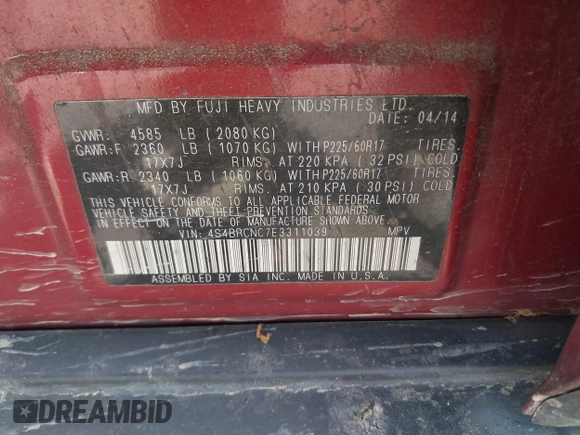 MFD BY FUJI HEAVY INDUSTRIES LTD.
DATE: 04/14
GVWR: 4585 LB ( 2080 KG)
GAWR:F 2360 LB ( 1070 KG) WITH P225/60R17 TIRES.
17X7J RIMS, AT 220 KPA ( 32 PSI) COLD
GAWR:R 2340 LB ( 1060 KG) WITH P225/60R17 TIRES.
17X7J RIMS, AT 210 KPA ( 30 PSI) COLD
THIS VEHICLE CONFORMS TO ALL APPLICABLE FEDERAL MOTOR
VEHICLE SAFETY AND THEFT PREVENTION STANDARDS
IN EFFECT ON THE DATE OF MANUFACTURE SHOWN ABOVE.
VIN: 4S4BRCNC7E3311039 MPV
ASSEMBLED BY SIA INC. MADE IN U.S.A.
DREAMBID